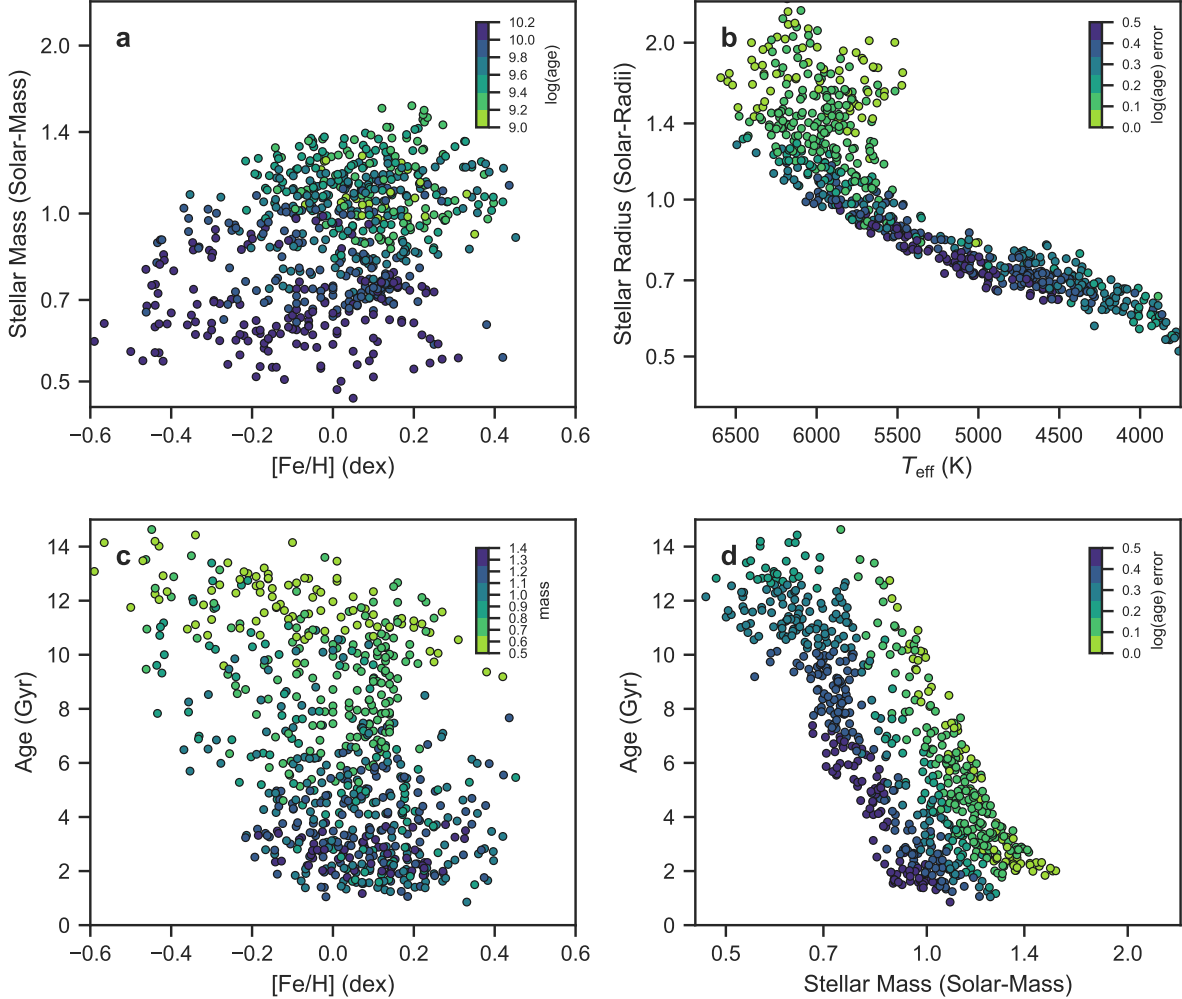 a
2.0
1.4
1.0
0.7
0.5
Stellar Mass (Solar-Mass)
−0.6 −0.4 −0.2 0.0 0.2 0.4 0.6
[Fe/H] (dex)
10.2
10.0
9.8
9.6
9.4
9.2
9.0
log(age)
b
2.0
1.4
1.0
0.7
0.5
Stellar Radius (Solar-Radii)
6500 6000 5500 5000 4500 4000
Teff (K)
0.5
0.4
0.3
0.2
0.1
0.0
log(age) error
c
14
12
10
8
6
4
2
0
Age (Gyr)
−0.6 −0.4 −0.2 0.0 0.2 0.4 0.6
[Fe/H] (dex)
1.4
1.3
1.2
1.1
1.0
0.9
0.8
0.7
0.6
0.5
mass
d
14
12
10
8
6
4
2
0
Age (Gyr)
0.5 0.7 1.0 1.4 2.0
Stellar Mass (Solar-Mass)
0.5
0.4
0.3
0.2
0.1
0.0
log(age) error